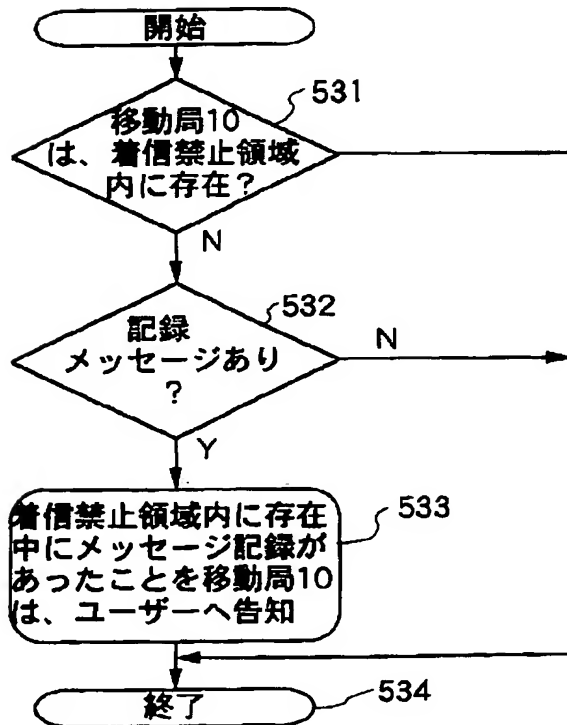 開始
531
移動局10
は、着信禁止領域
内に存在？
N
532
記録
メッセージあり
？
N
Y
533
着信禁止領域内に存在
中にメッセージ記録が
あったことを移動局10
は、ユーザーへ告知
終了
534